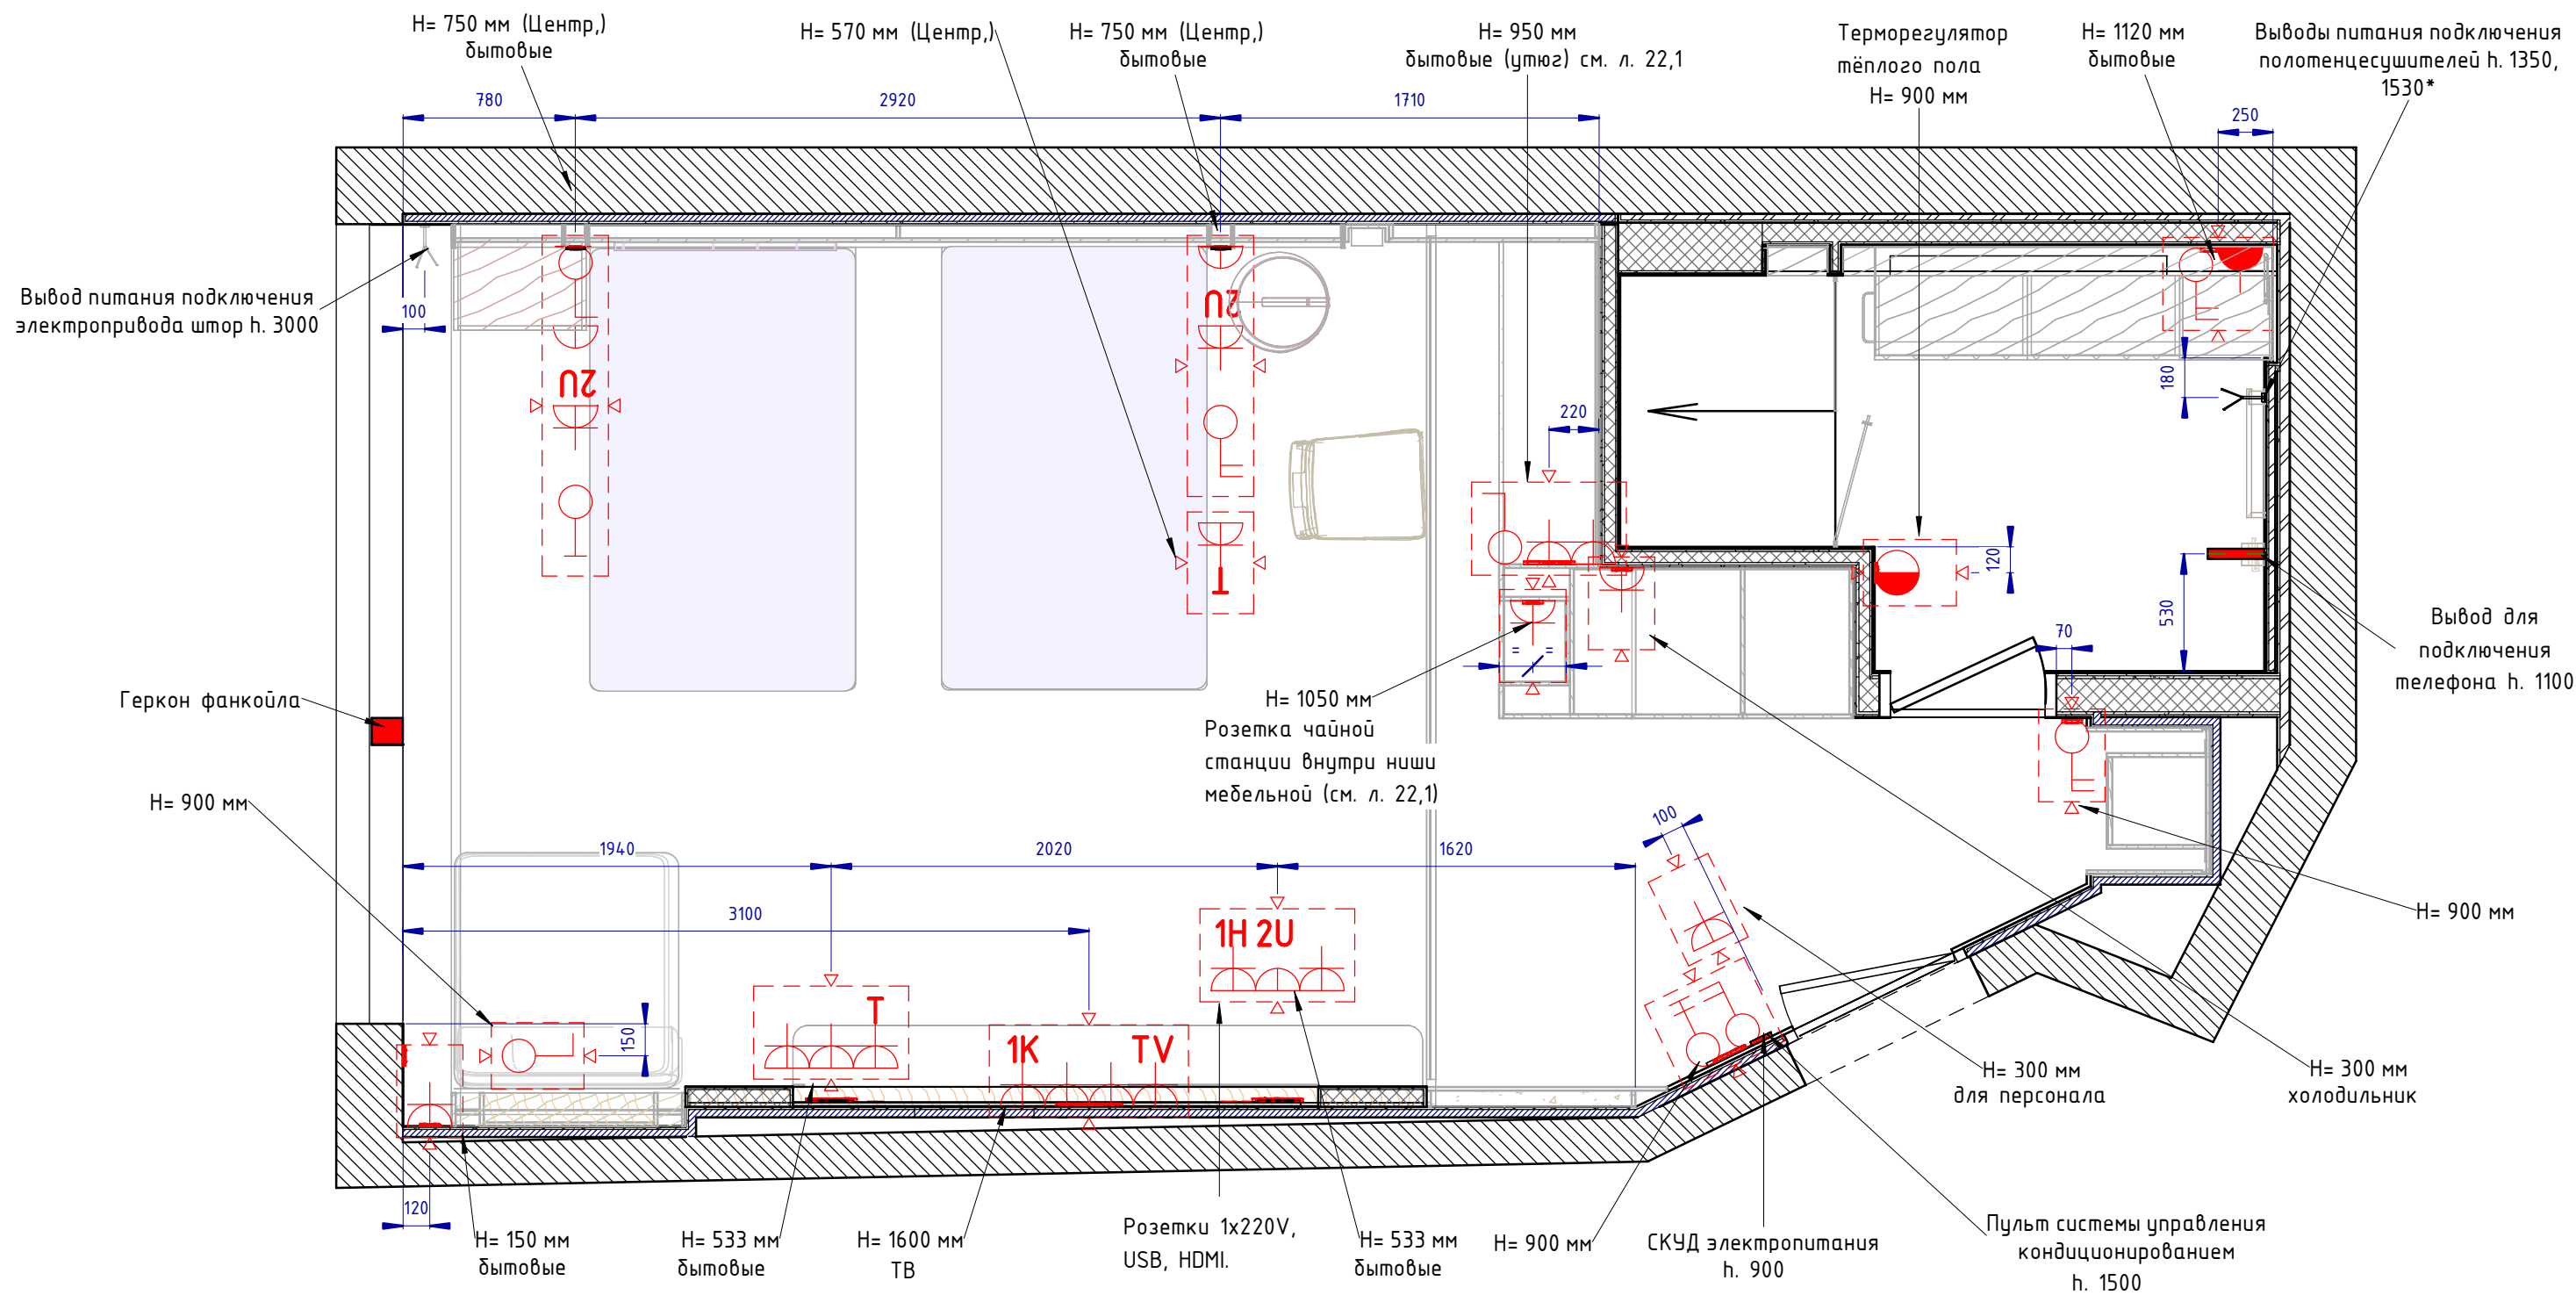 H= 750 мм (Центр,)
бытовые
H= 570 мм (Центр,)
H= 750 мм (Центр,)
бытовые
H= 950 мм
бытовые (утюг) см. л. 22,1
Терморегулятор
тёплого пола
H= 900 мм
H= 1120 мм
бытовые
Выводы питания подключения
полотенцесушителей h. 1350,
1530*
780
2920
1710
250
Вывод питания подключения
электропривода штор h. 3000
100
2U
2U
T
220
180
120
530
70
= =
Вывод для
подключения
телефона h. 1100
Геркон фанкойла
H= 1050 мм
Розетка чайной
станции внутри ниши
мебельной (см. л. 22,1)
H= 900 мм
1940
2020
1620
100
3100
H= 900 мм
1H 2U
150
T
1K
TV
H= 300 мм
для персонала
H= 300 мм
холодильник
120
H= 150 мм
бытовые
H= 533 мм
бытовые
H= 1600 мм
ТВ
Розетки 1x220V,
USB, HDMI.
H= 533 мм
бытовые
H= 900 мм
СКУД электропитания
h. 900
Пульт системы управления
кондиционированием
h. 1500